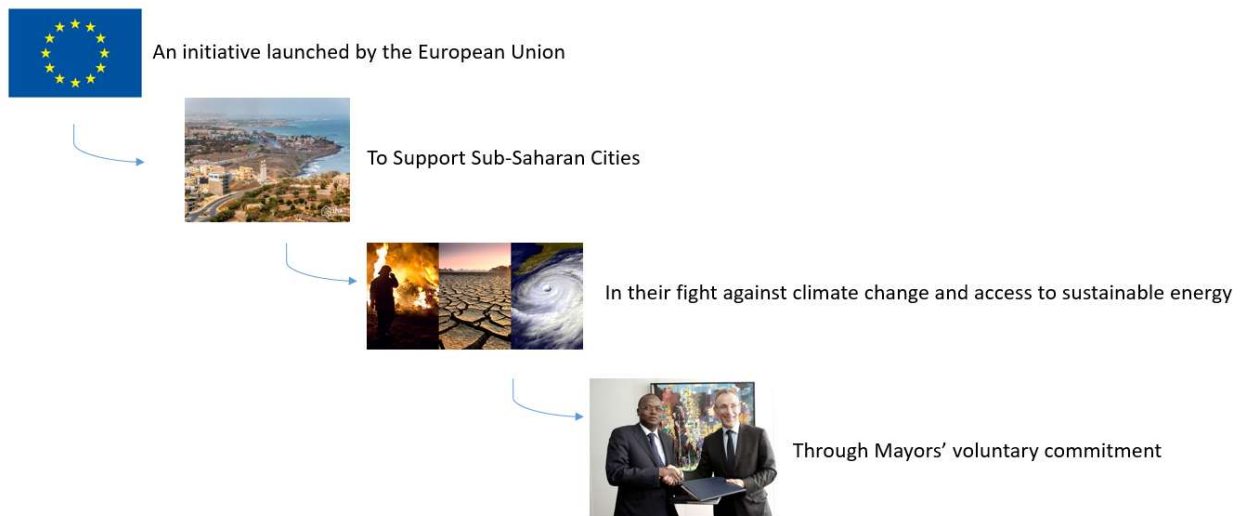 An initiative launched by the European Union
To Support Sub-Saharan Cities
In their fight against climate change and access to sustainable energy
Through Mayors’ voluntary commitment